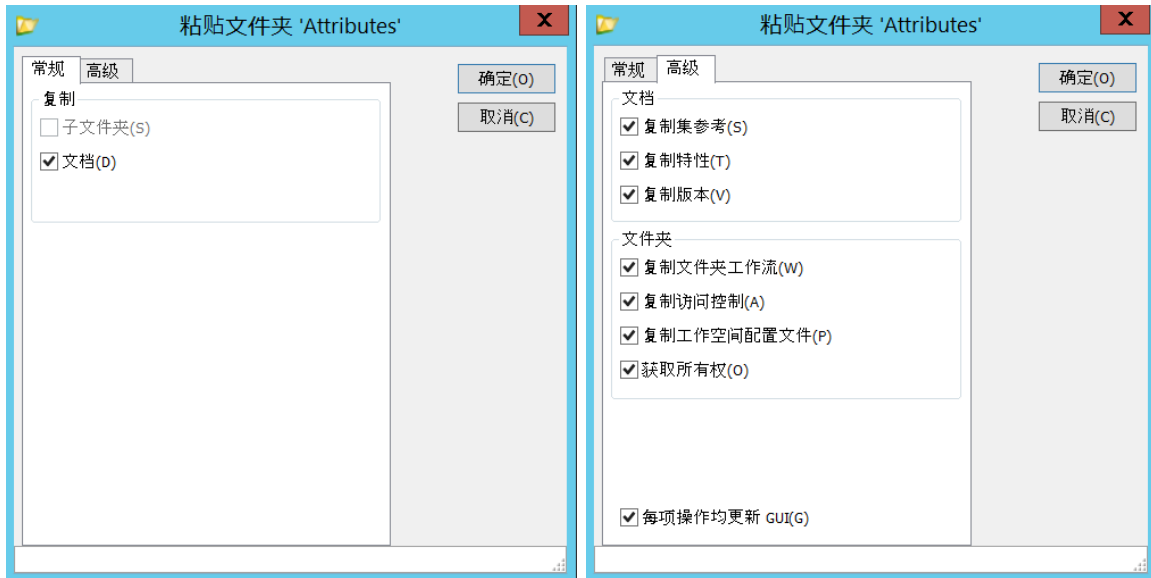 粘贴文件夹 'Attributes'
X
常规 高级
确定(O)
取消(C)
复制
子文件夹(S)
文档(D)
粘贴文件夹 'Attributes'
X
常规 高级
确定(O)
取消(C)
文档
复制集参考(S)
复制特性(T)
复制版本(V)
文件夹
复制文件夹工作流(W)
复制访问控制(A)
复制工作空间配置文件(P)
获取所有权(O)
每项操作均更新 GUI(G)